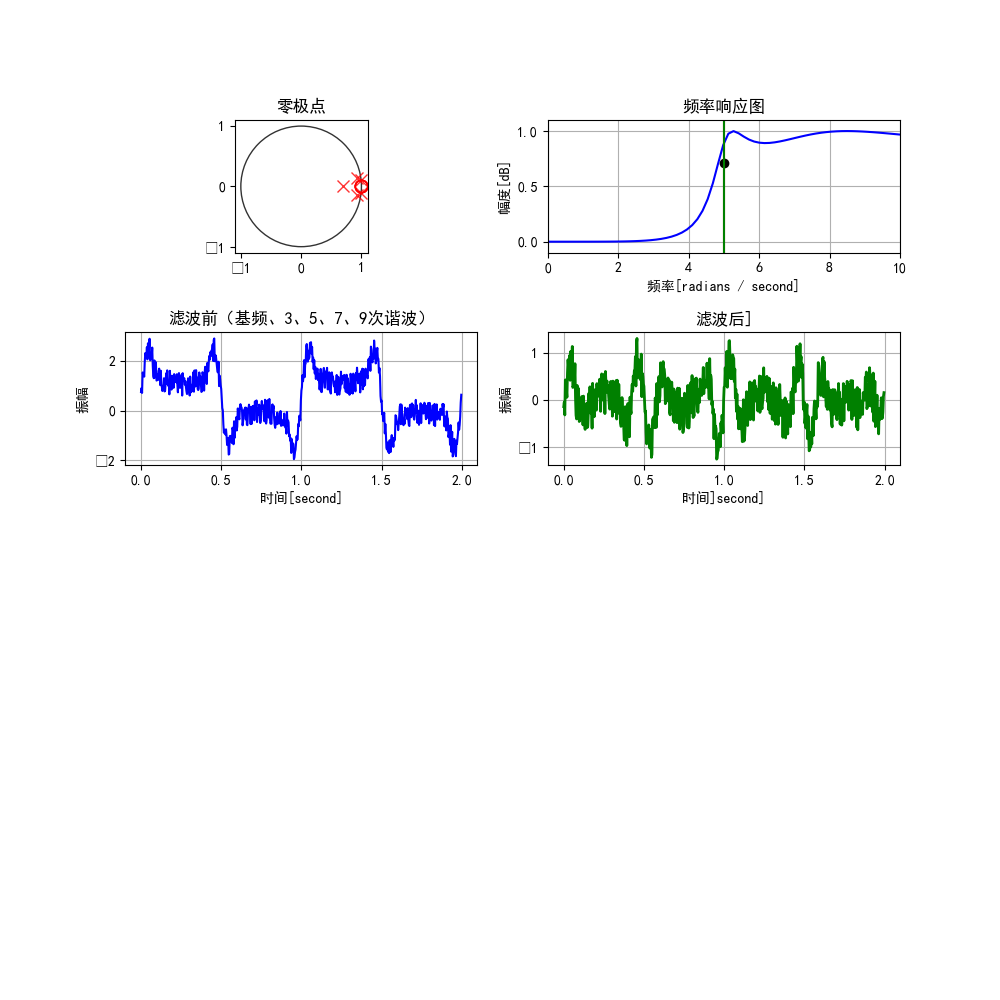 零极点
1
0
□1
□1 0 1
频率响应图
幅度[dB]
1.0
0.5
0.0
0 2 4 6 8 10
频率[radians / second]
滤波前（基频、3、5、7、9次谐波）
振幅
2
0
□2
0.0 0.5 1.0 1.5 2.0
时间[second]
滤波后]
振幅
1
0
□1
0.0 0.5 1.0 1.5 2.0
时间]second]